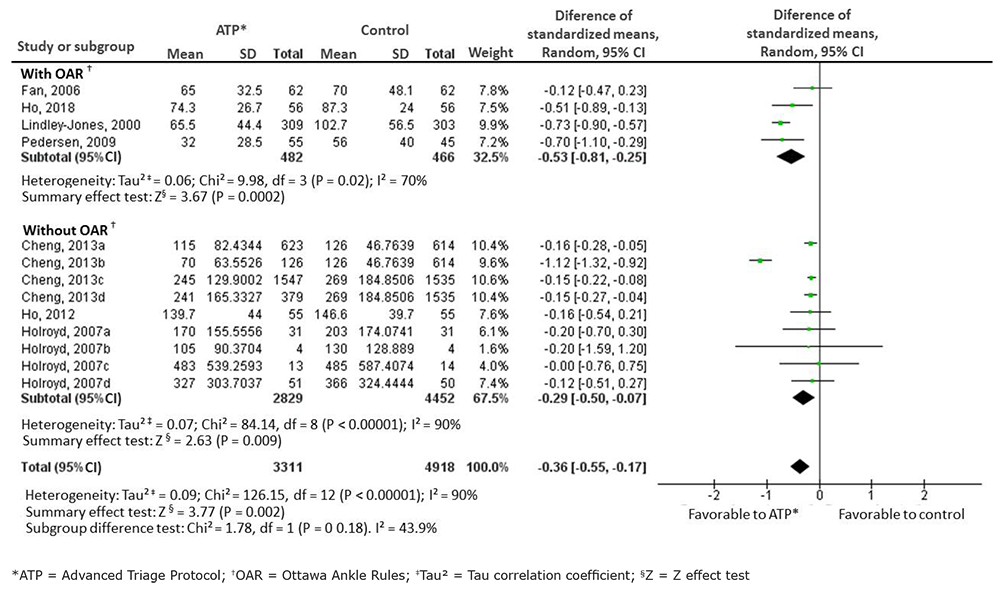 ATP* Control Diference of standardized means, Random, 95% CI Diference of standardized means, Random, 95% CI
Study or subgroup Mean SD Total Mean SD Total Weight
With OAR †
Fan, 2006 65 32.5 62 70 48.1 62 7.8% -0.12 [-0.47, 0.23]
Ho, 2018 74.3 26.7 56 87.3 24 56 7.5% -0.51 [-0.89, -0.13]
Lindley-Jones, 2000 65.5 44.4 309 102.7 56.5 303 9.9% -0.73 [-0.90, -0.57]
Pedersen, 2009 32 28.5 55 56 40 45 7.2% -0.70 [-1.10, -0.29]
Subtotal (95%CI) 482 466 32.5% -0.53 (-0.81, -0.25)
Heterogeneity: Tau²‡ = 0.06; Chi² = 9.98, df = 3 (P = 0.02); I² = 70%
Summary effect test: Z§ = 3.67 (P = 0.0002)
Without OAR†
Cheng, 2013a 115 82.4344 623 126 46.7639 614 10.4% -0.16 [-0.28, -0.05]
Cheng, 2013b 70 63.5526 126 126 46.7639 614 9.6% -1.12 [-1.32, -0.92]
Cheng, 2013c 245 129.9002 1547 269 184.8506 1535 10.6% -0.15 [-0.22, -0.08]
Cheng, 2013d 241 165.3327 379 269 184.8506 1535 10.4% -0.15 [-0.27, -0.04]
Ho, 2012 139.7 44 55 146.6 39.7 55 7.6% -0.16 [-0.54, 0.21]
Holroyd, 2007a 170 155.5556 31 203 174.0741 31 6.1% -0.20 [-0.70, 0.30]
Holroyd, 2007b 105 90.3704 4 130 128.889 4 1.6% -0.20 [-1.59, 1.20]
Holroyd, 2007c 483 539.2593 13 485 587.4074 14 4.0% -0.00 [-0.76, 0.75]
Holroyd, 2007d 327 303.7037 51 366 324.4444 50 7.4% -0.12 [-0.51, 0.27]
Subtotal (95%CI) 2829 4452 67.5% -0.29 (-0.50, -0.07)
Heterogeneity: Tau²‡ = 0.07; Chi² = 84.14, df = 8 (P < 0.00001); I² = 90%
Summary effect test: Z § = 2.63 (P = 0.009)
Total (95%CI) 3311 4918 100.0% -0.36 (-0.55, -0.17)
Heterogeneity: Tau²‡ = 0.09; Chi² = 126.15, df = 12 (P < 0.00001); I² = 90%
Summary effect test: Z § = 3.77 (P = 0.002)
Subgroup difference test: Chi² = 1.78, df = 1 (P = 0 0.18). I² = 43.9%
-2 -1 0 1 2
Favorable to ATP* Favorable to control
*ATP = Advanced Triage Protocol; †OAR = Ottawa Ankle Rules; ‡Tau² = Tau correlation coefficient; §Z = Z effect test